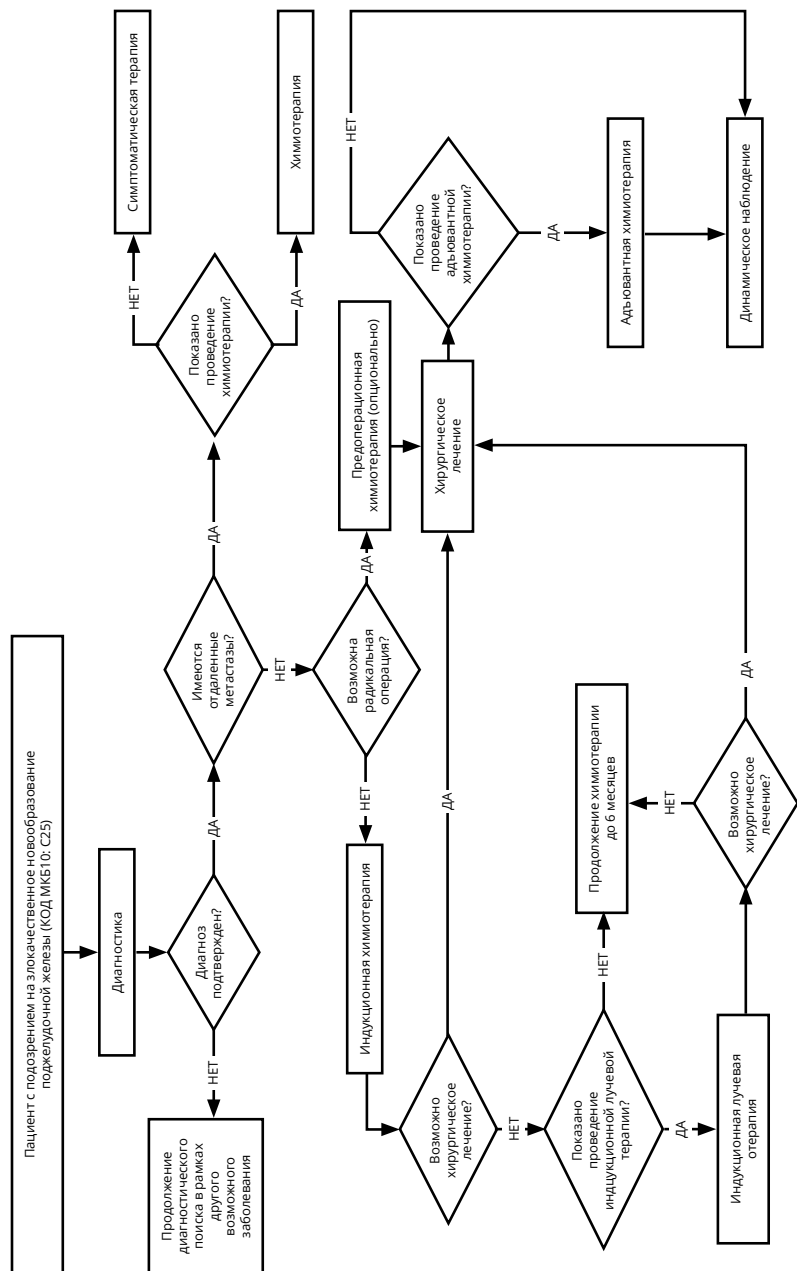 Пациент с подозрением на злокачественное новообразование
поджелудочной железы (КОД МКБ10: C25)
Диагностика
Диагноз
подтвержден?
НЕТ
Продолжение
диагностического
поиска в рамках
другого
возможного
заболевания
ДА
Имеются
отдаленные
метастазы?
ДА
Показано
проведение
химиотерапии?
НЕТ
Симптоматическая терапия
ДА
Химиотерапия
НЕТ
Возможна
радикальная
операция?
ДА
Предоперационная
химиотерапия (опционально)
Хирургическое
лечение
НЕТ
Индукционная химиотерапия
Возможно
хирургическое
лечение?
ДА
НЕТ
Показано
проведение
индцукционной лучевой
терапии?
НЕТ
Продолжение химиотерапии
до 6 месяцев
ДА
Индукционная лучевая
отерапия
Возможно
хирургическое
лечение?
НЕТ
ДА
Показано
проведение
адъювантной
химиотерапии?
НЕТ
ДА
Адъювантная химиотерапия
Динамическое наблюдение